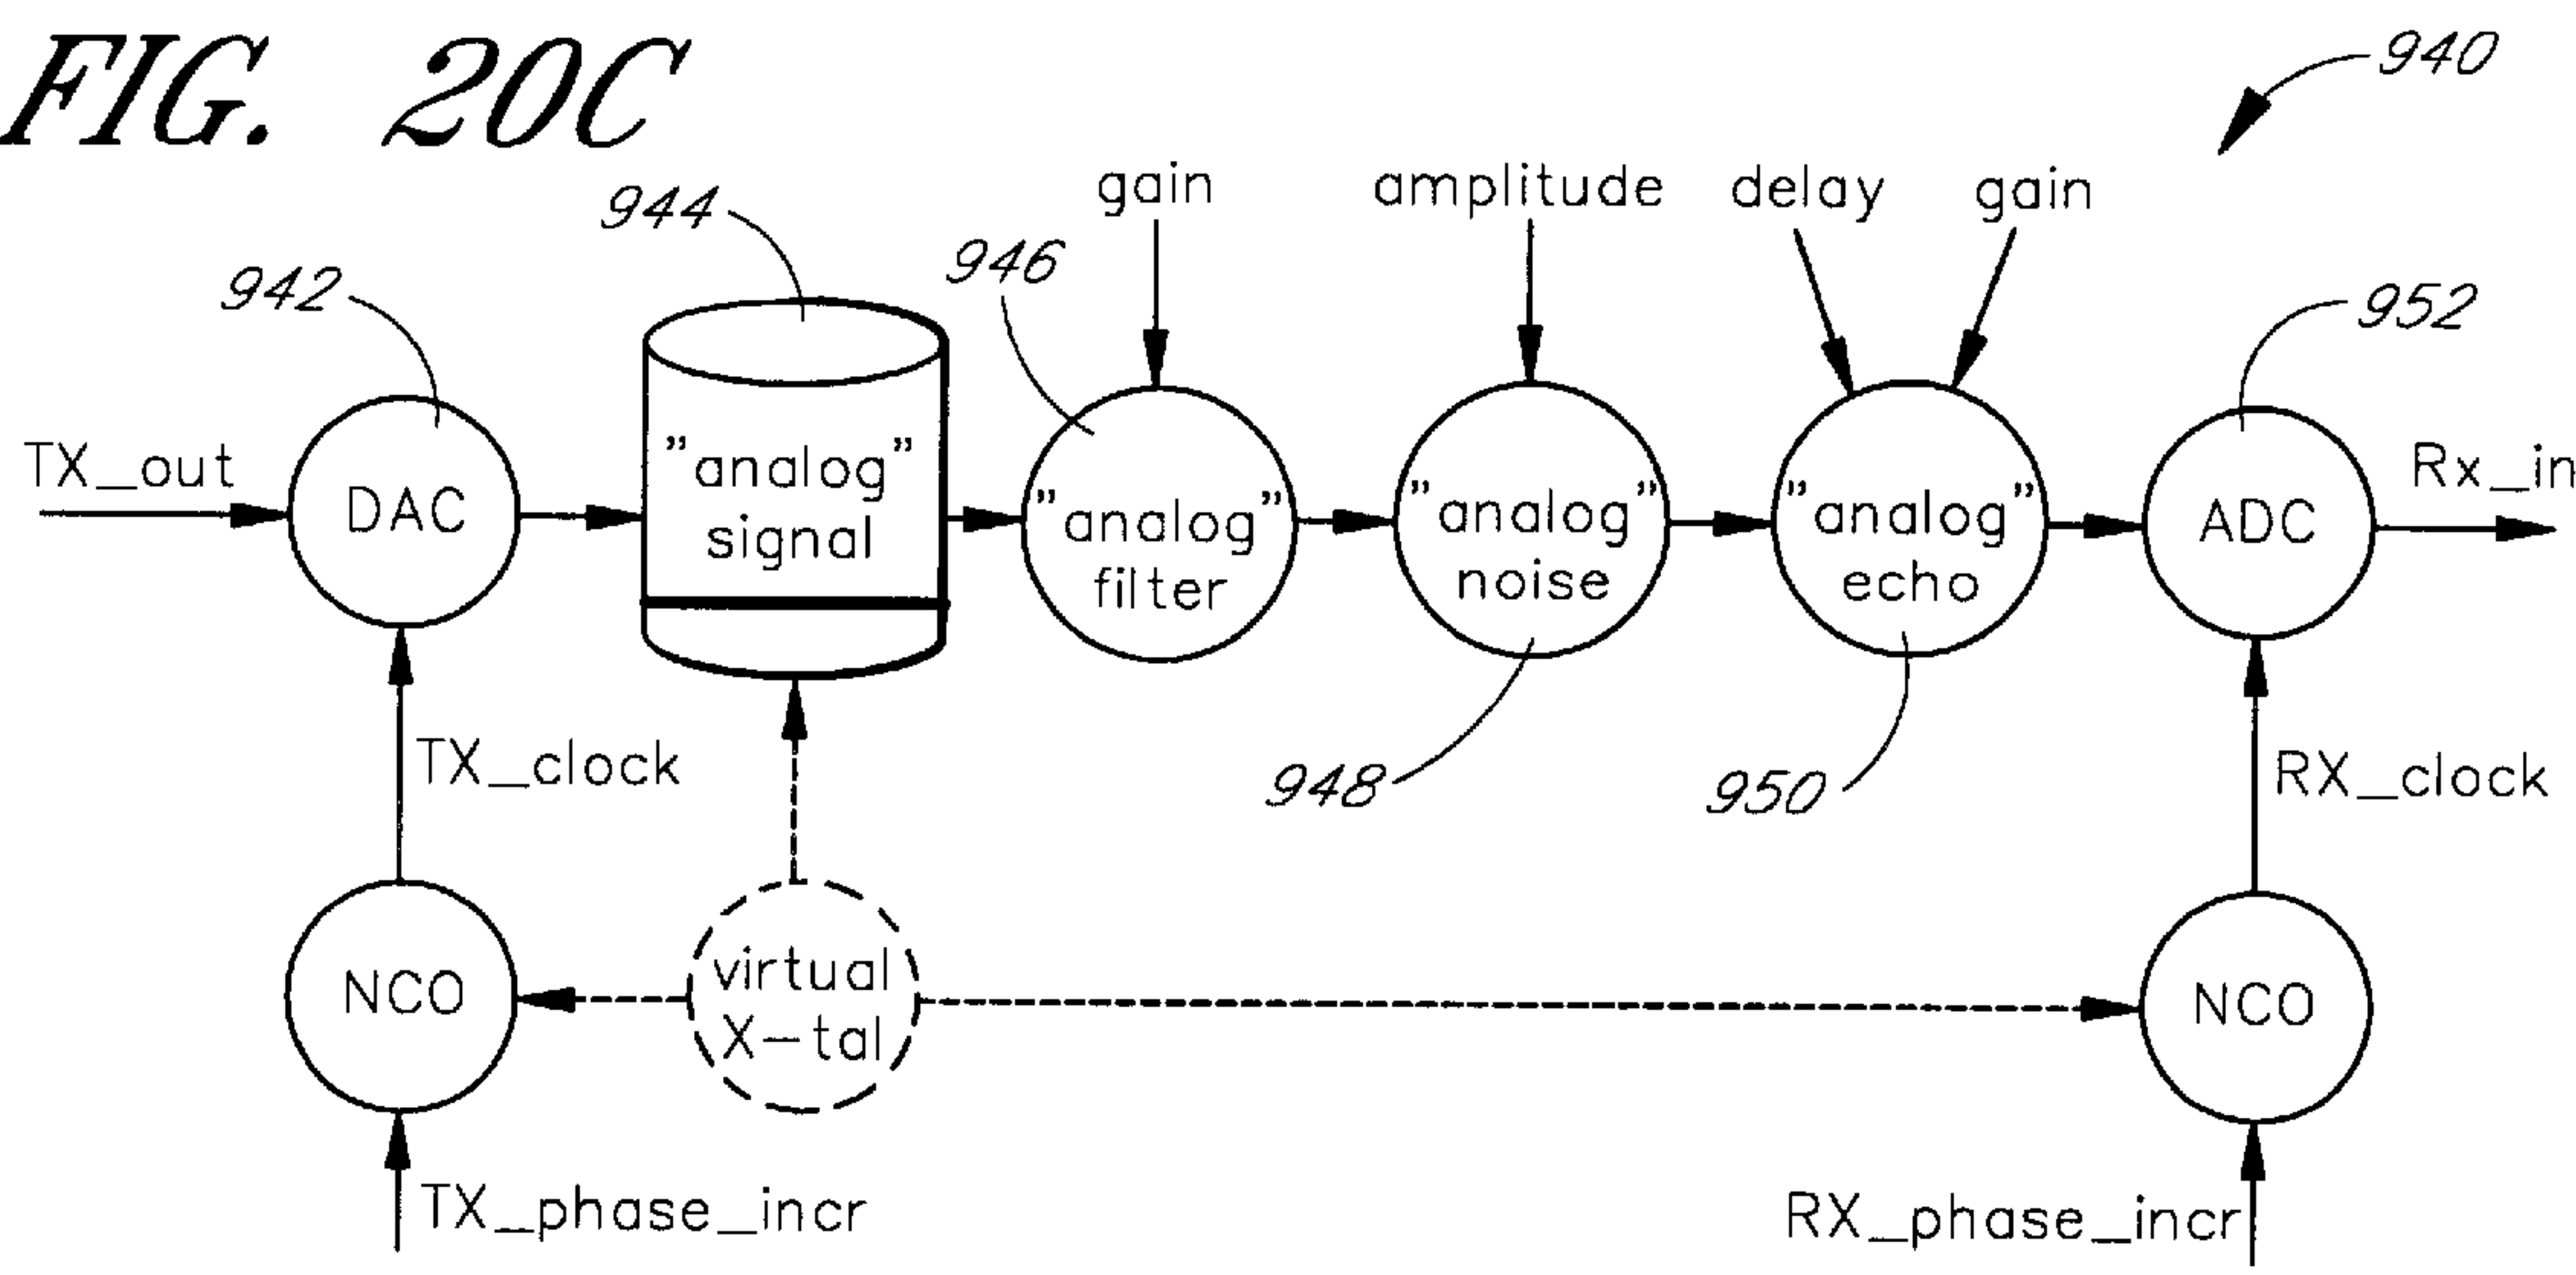 FIG. 20C
940
944
gain
amplitude
delay
gain
942
946
952
TX_out
DAC
"analog"
signal
"analog"
filter
"analog"
noise
"analog"
echo
ADC
Rx_in
TX_clock
948
950
RX_clock
NCO
virtual
X-tal
NCO
TX_phase_incr
RX_phase_incr